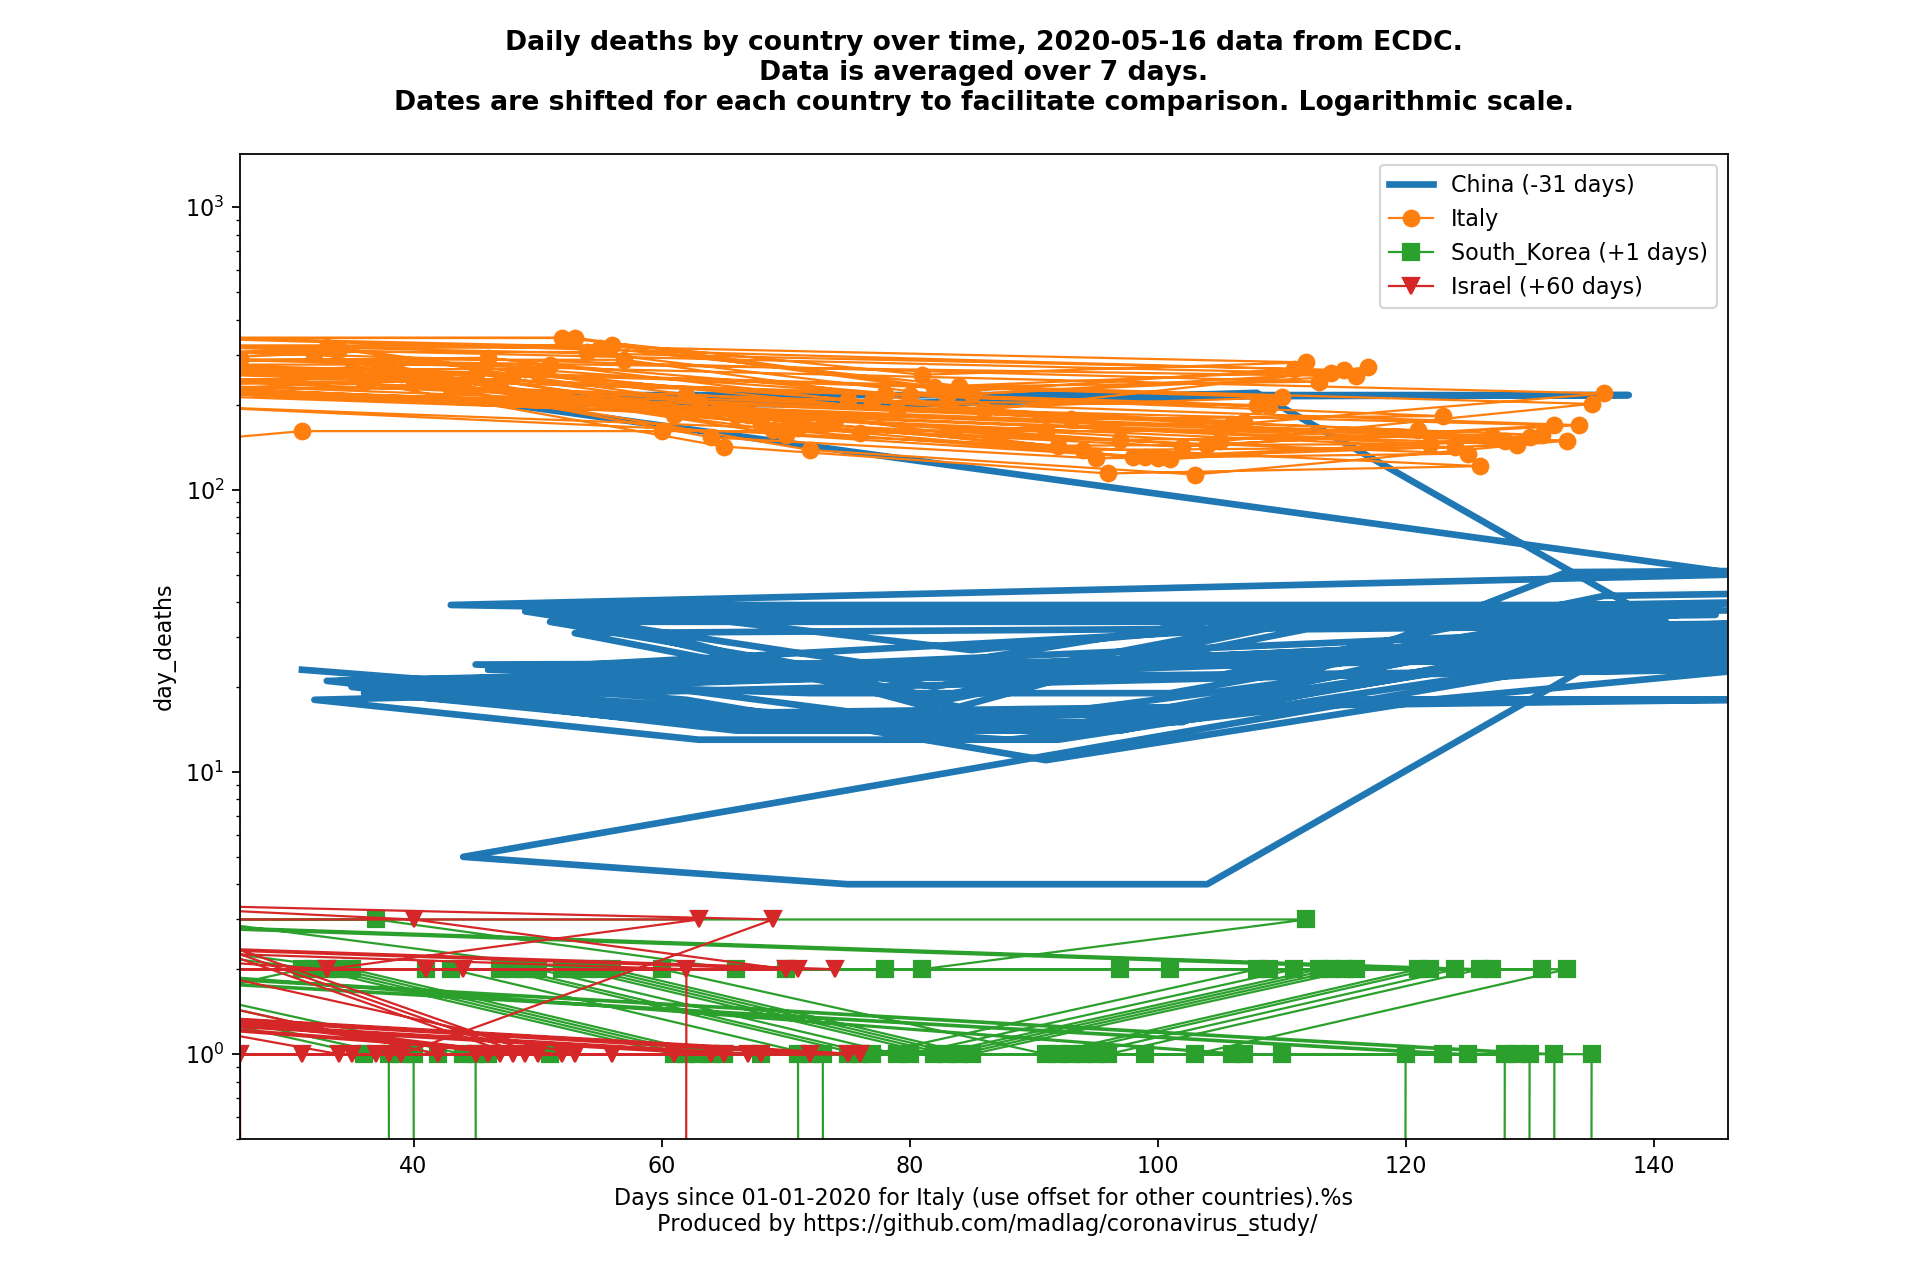 Daily deaths by country over time, 2020-05-16 data from ECDC.
Data is averaged over 7 days.
Dates are shifted for each country to facilitate comparison. Logarithmic scale.
China (-31 days)
Italy
South_Korea (+1 days)
Israel (+60 days)
10³
10²
10¹
10⁰
day_deaths
40 60 80 100 120 140
Days since 01-01-2020 for Italy (use offset for other countries).%s
Produced by https://github.com/madlag/coronavirus_study/